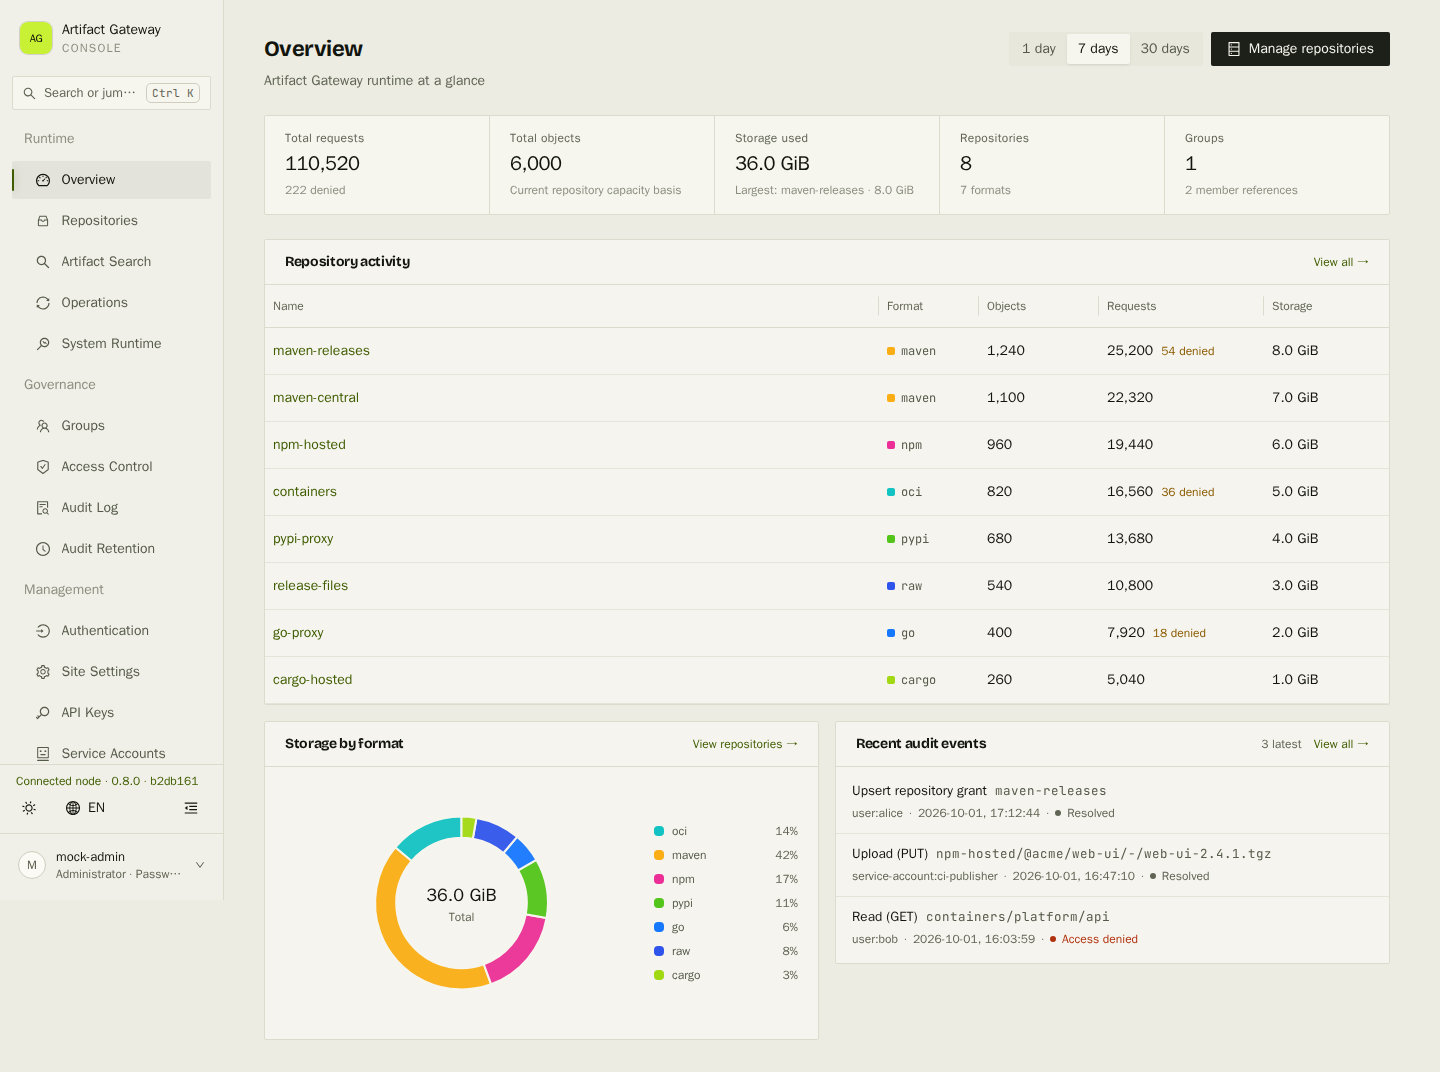 AG
Artifact Gateway
CONSOLE
Search or jum···
Ctrl K
Runtime
Overview
Repositories
Artifact Search
Operations
System Runtime
Governance
Groups
Access Control
Audit Log
Audit Retention
Management
Authentication
Site Settings
API Keys
Service Accounts
Connected node · 0.8.0 · b2db161
EN
M
mock-admin
Administrator · Passw···
Overview
Artifact Gateway runtime at a glance
1 day 7 days 30 days
Manage repositories
Total requests
110,520
222 denied
Total objects
6,000
Current repository capacity basis
Storage used
36.0 GiB
Largest: maven-releases · 8.0 GiB
Repositories
8
7 formats
Groups
1
2 member references
Repository activity
View all →
Name Format Objects Requests Storage
maven-releases maven 1,240 25,200 54 denied 8.0 GiB
maven-central maven 1,100 22,320 7.0 GiB
npm-hosted npm 960 19,440 6.0 GiB
containers oci 820 16,560 36 denied 5.0 GiB
pypi-proxy pypi 680 13,680 4.0 GiB
release-files raw 540 10,800 3.0 GiB
go-proxy go 400 7,920 18 denied 2.0 GiB
cargo-hosted cargo 260 5,040 1.0 GiB
Storage by format
View repositories →
36.0 GiB
Total
oci 14%
maven 42%
npm 17%
pypi 11%
go 6%
raw 8%
cargo 3%
Recent audit events
3 latest View all →
Upsert repository grant maven-releases
user:alice · 2026-10-01, 17:12:44 · Resolved
Upload (PUT) npm-hosted/@acme/web-ui/-/web-ui-2.4.1.tgz
service-account:ci-publisher · 2026-10-01, 16:47:10 · Resolved
Read (GET) containers/platform/api
user:bob · 2026-10-01, 16:03:59 · Access denied